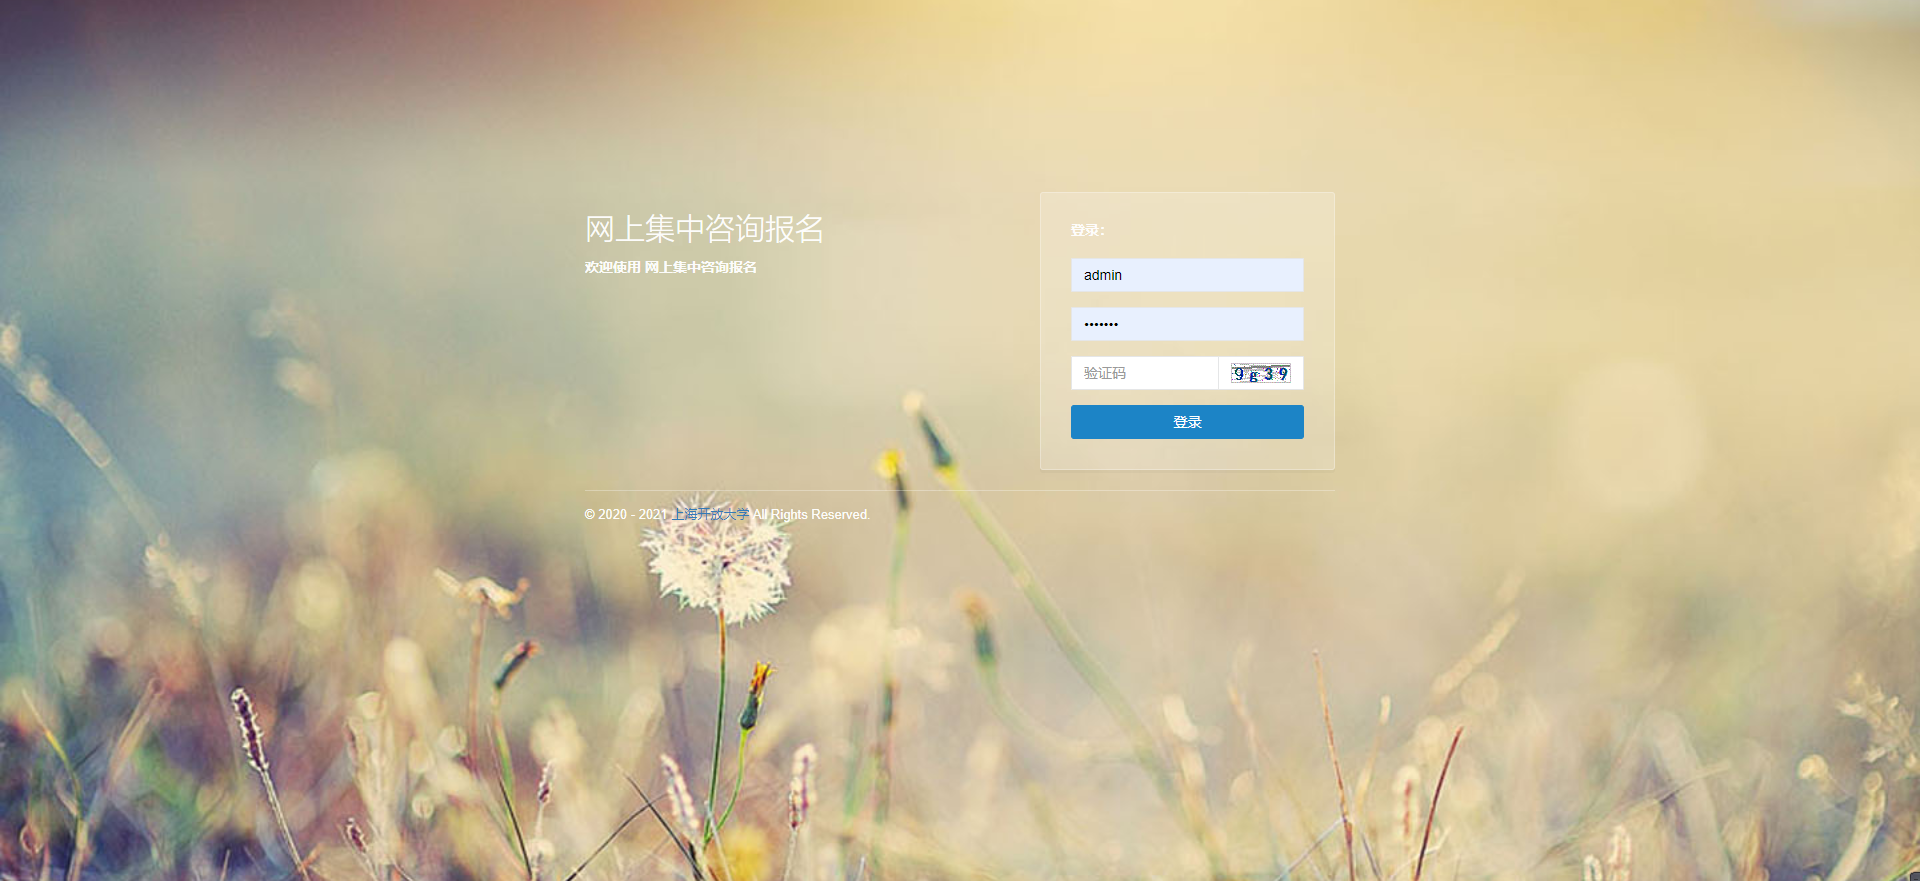 网上集中咨询报名
欢迎使用 网上集中咨询报名
登录：
admin
•••••••
验证码
9g39
登录
© 2020 - 2021 上海开放大学 All Rights Reserved.